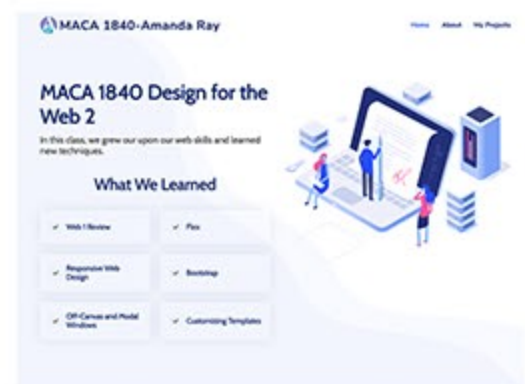 MACA 1840-Amanda Ray
Home About My Projects
MACA 1840 Design for the
Web 2
In this class, we grew our upon our web skills and learned
new techniques.
What We Learned
✓ Web 1 Review
✓ Flex
✓ Responsive Web
Design
✓ Bootstrap
✓ Off-Canvas and Modal
Windows
✓ Customizing Templates